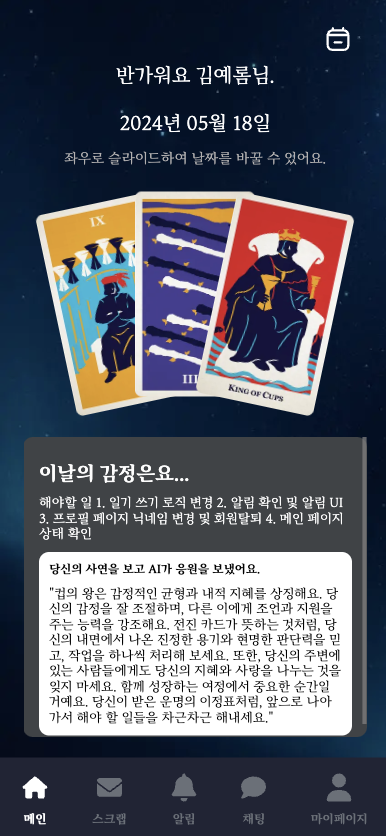 반가워요 김예롬님.
2024년 05월 18일
좌우로 슬라이드하여 날짜를 바꿀 수 있어요.
IX
III
KING OF CUPS
이날의 감정은요...
해야할 일 1. 일기 쓰기 로직 변경 2. 알림 확인 및 알림 UI
3. 프로필 페이지 닉네임 변경 및 회원탈퇴 4. 메인 페이지
상태 확인
당신의 사연을 보고 AI가 응원을 보냈어요.
"컵의 왕은 감정적인 균형과 내적 지혜를 상징해요. 당
신의 감정을 잘 조절하며, 다른 이에게 조언과 지원을
주는 능력을 강조해요. 전진 카드가 뜻하는 것처럼, 당
신의 내면에서 나온 진정한 용기와 현명한 판단력을 믿
고, 작업을 하나씩 처리해 보세요. 또한, 당신의 주변에
있는 사람들에게도 당신의 지혜와 사랑을 나누는 것을
잊지 마세요. 함께 성장하는 여정에서 중요한 순간일
거예요. 당신이 받은 운명의 이정표처럼, 앞으로 나아
가서 해야 할 일들을 차근차근 해내세요."
메인
스크랩
알림
채팅
마이페이지